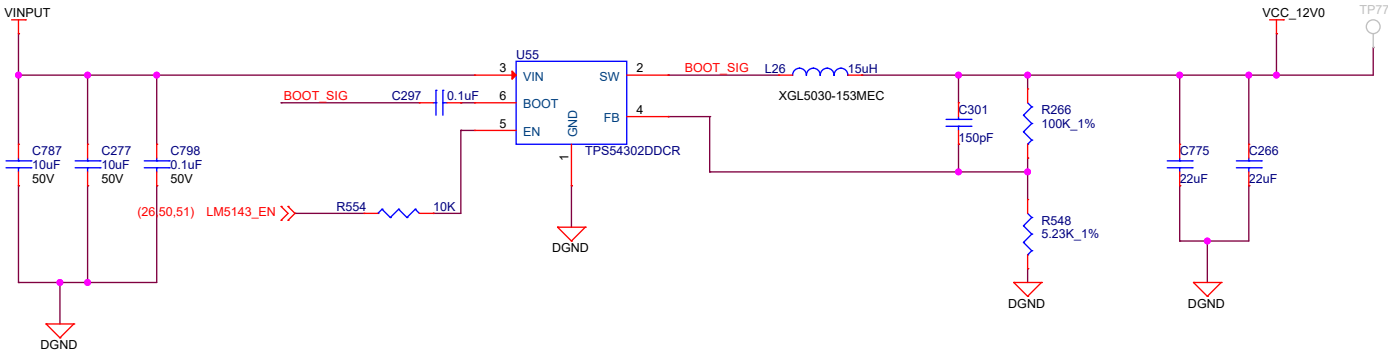 VINPUT
VCC_12V0
TP77
U55
3
VIN
SW
2
BOOT_SIG
L26
15uH
XGL5030-153MEC
BOOT_SIG
C297
0.1uF
6
BOOT
FB
4
5
EN
GND
1
TPS54302DDCR
C301
150pF
R266
100K_1%
C787
10uF
50V
C277
10uF
50V
C798
0.1uF
50V
C775
22uF
C266
22uF
(26,50,51)
LM5143_EN
R554
10K
R548
5.23K_1%
DGND
DGND
DGND
DGND